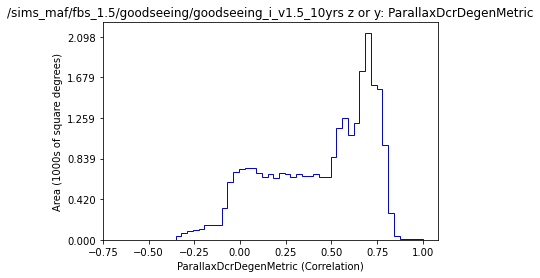 /sims_maf/fbs_1.5/goodseeing/goodseeing_i_v1.5_10yrs z or y: ParallaxDcrDegenMetric
2.098
1.679
1.259
0.839
0.420
0.000
Area (1000s of square degrees)
−0.75 −0.50 −0.25 0.00 0.25 0.50 0.75 1.00
ParallaxDcrDegenMetric (Correlation)